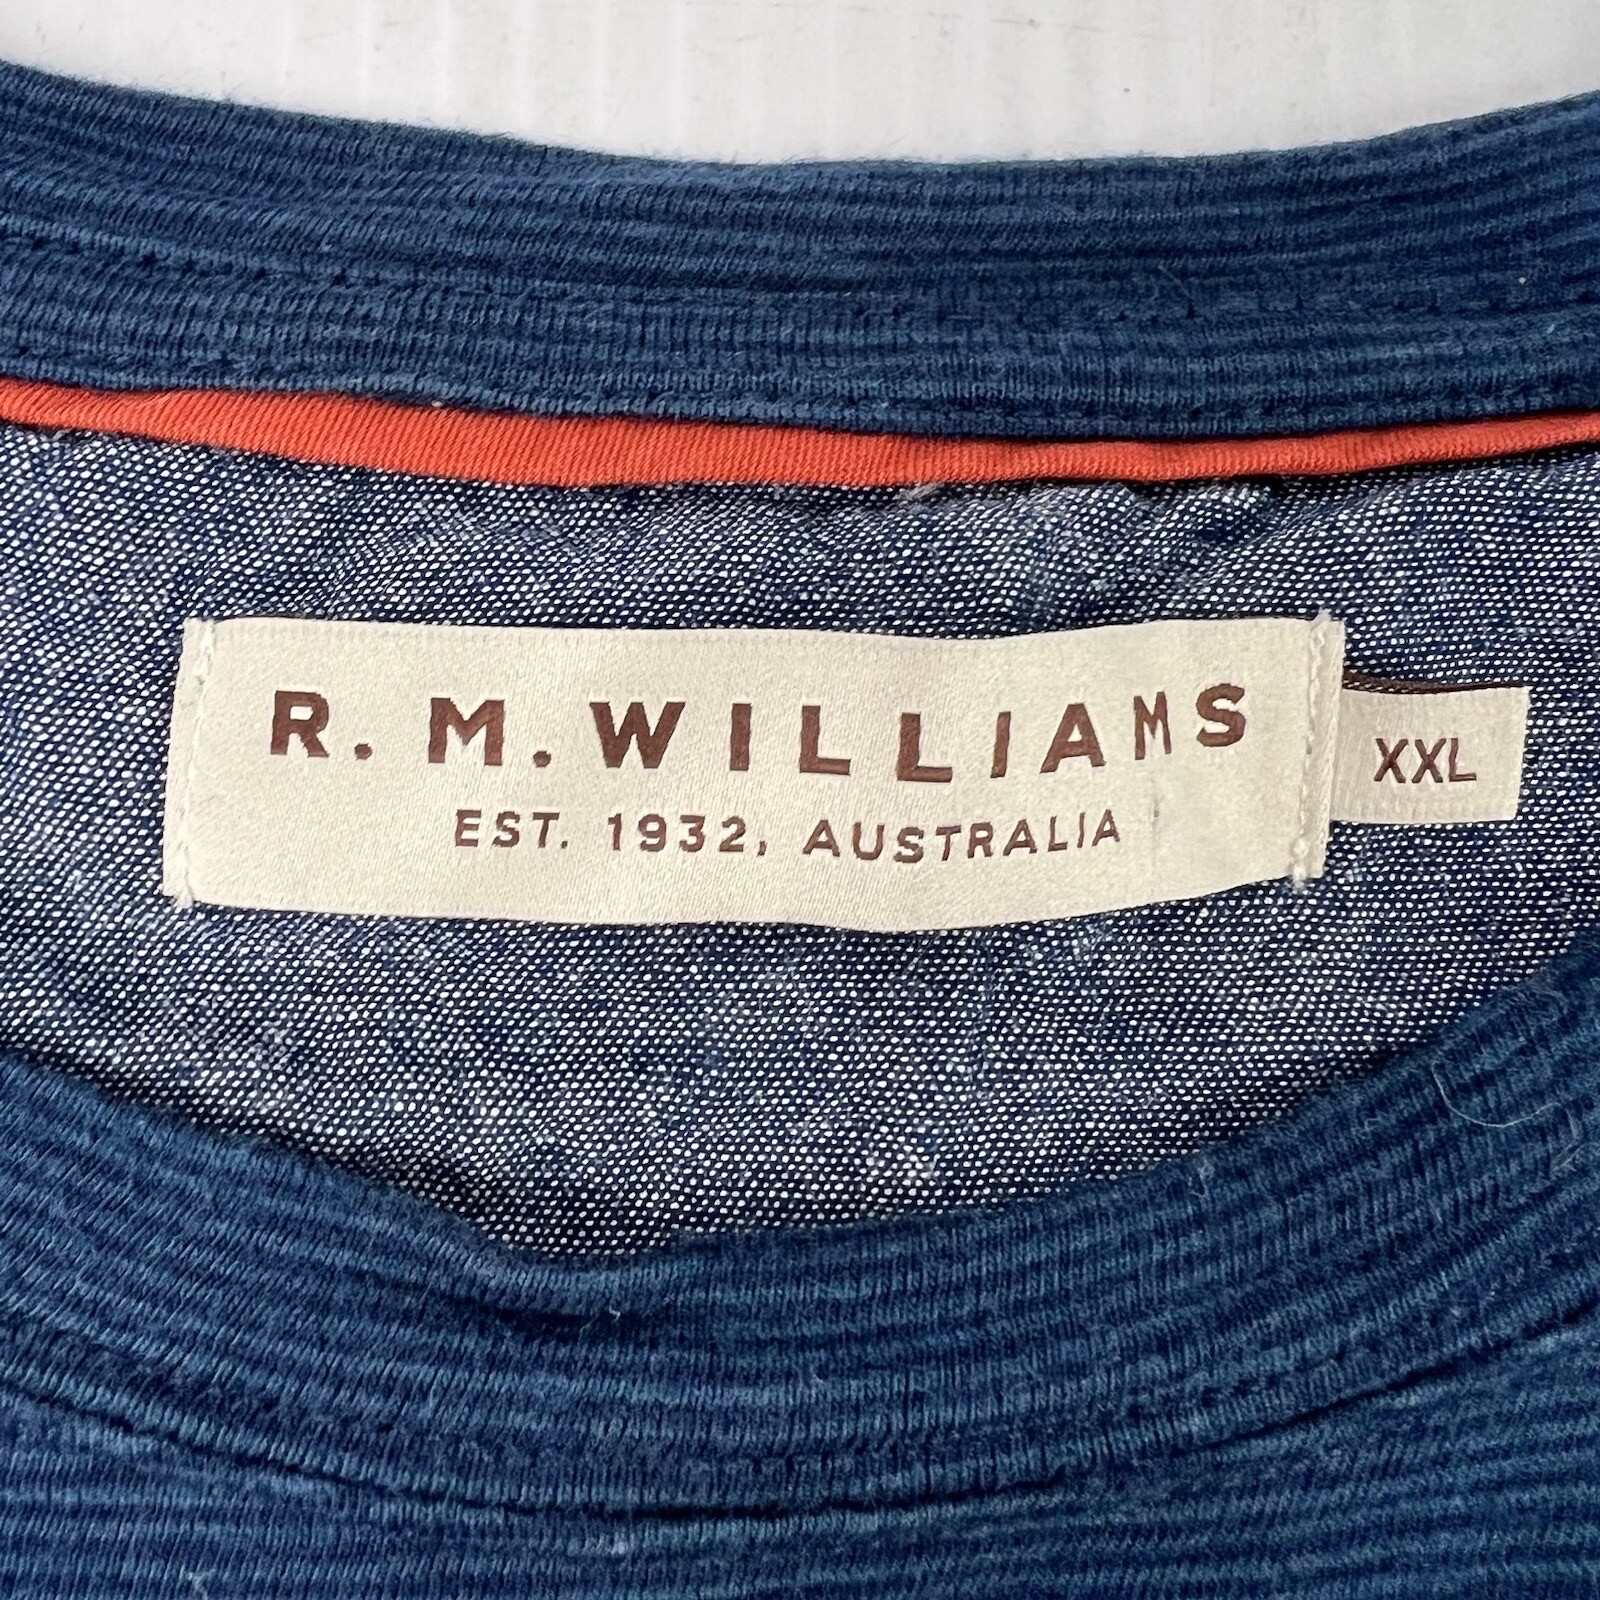 R. M. WILLIAMS
EST. 1932, AUSTRALIA
XXL